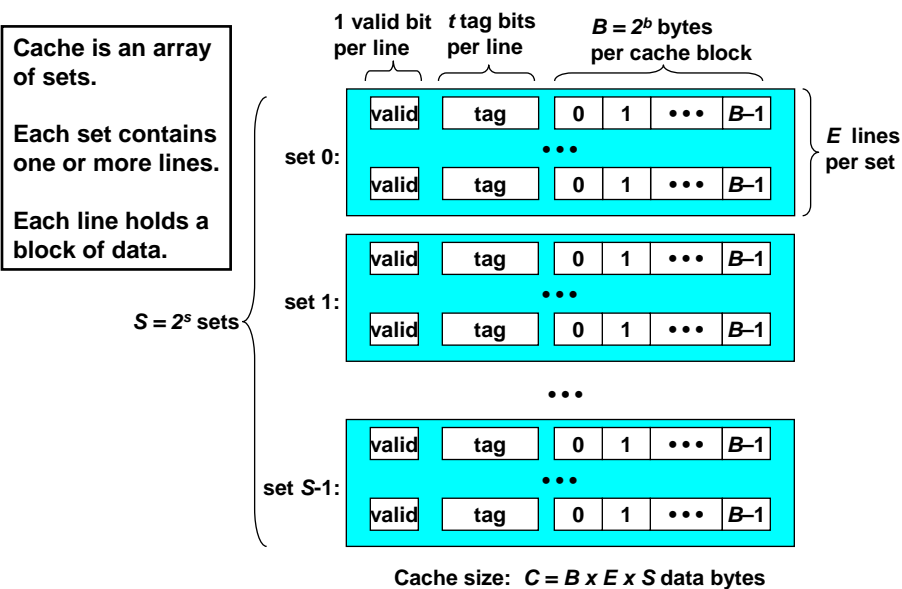 Cache is an array
of sets.
Each set contains
one or more lines.
Each line holds a
block of data.
1 valid bit
per line
t tag bits
per line
B = 2ᵇ bytes
per cache block
valid tag 0 1 ••• B–1
set 0: •••
valid tag 0 1 ••• B–1
E lines
per set
valid tag 0 1 ••• B–1
set 1: •••
valid tag 0 1 ••• B–1
S = 2ˢ sets
•••
valid tag 0 1 ••• B–1
set S-1: •••
valid tag 0 1 ••• B–1
Cache size: C = B x E x S data bytes